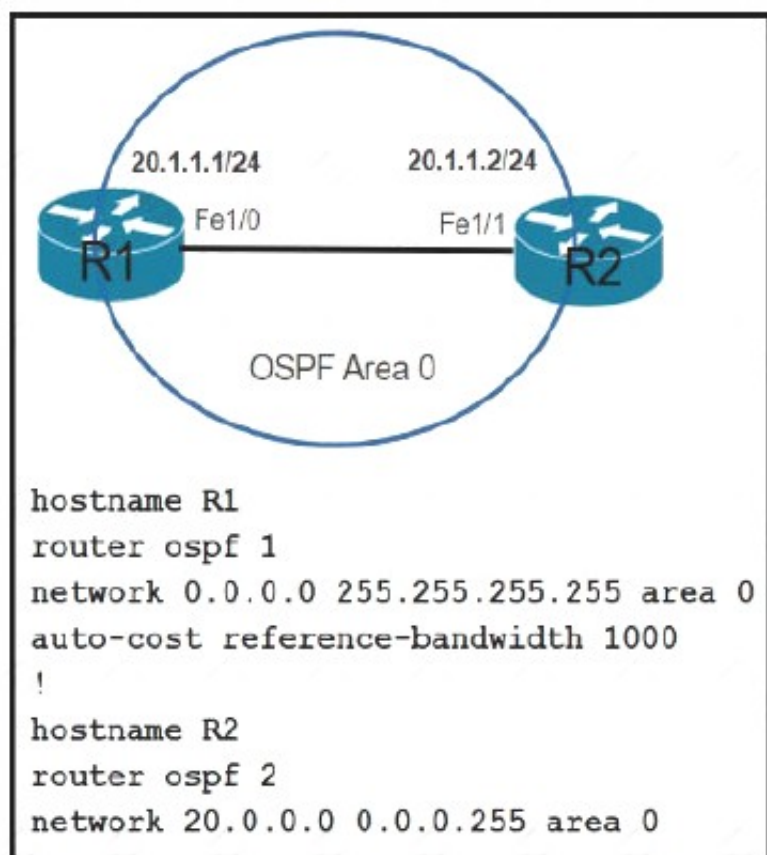 20.1.1.1/24 20.1.1.2/24
Fe1/0 Fe1/1
R1 R2
OSPF Area 0
hostname R1
router ospf 1
network 0.0.0.0 255.255.255.255 area 0
auto-cost reference-bandwidth 1000
!
hostname R2
router ospf 2
network 20.0.0.0 0.0.0.255 area 0